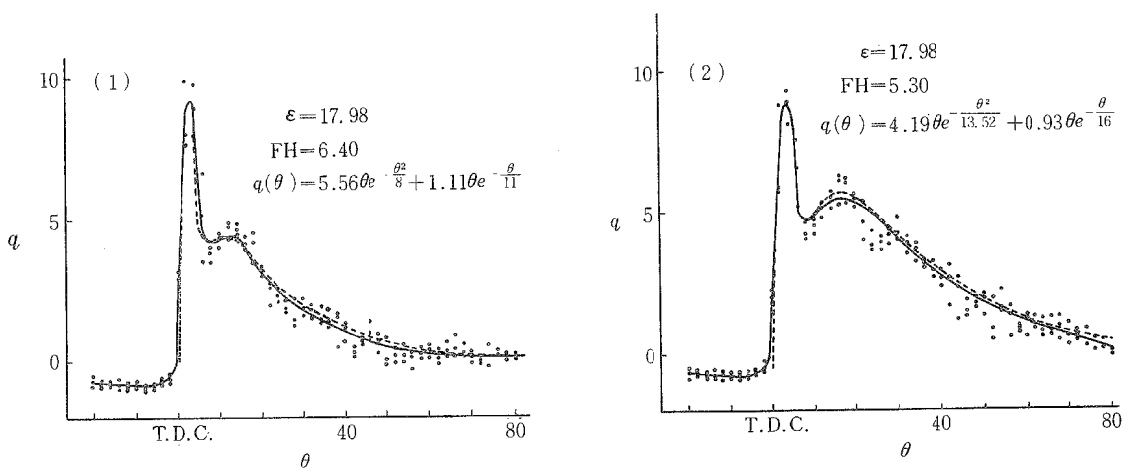 (1)
ε=17.98
FH=6.40
q(θ)=5.56θe^-θ²/8+1.11θe^-θ/11
10
5
0
q
T.D.C.
40
80
θ
(2)
ε=17.98
FH=5.30
q(θ)=4.19θe^-θ²/13.52+0.93θe^-θ/16
10
5
0
q
T.D.C.
40
80
θ